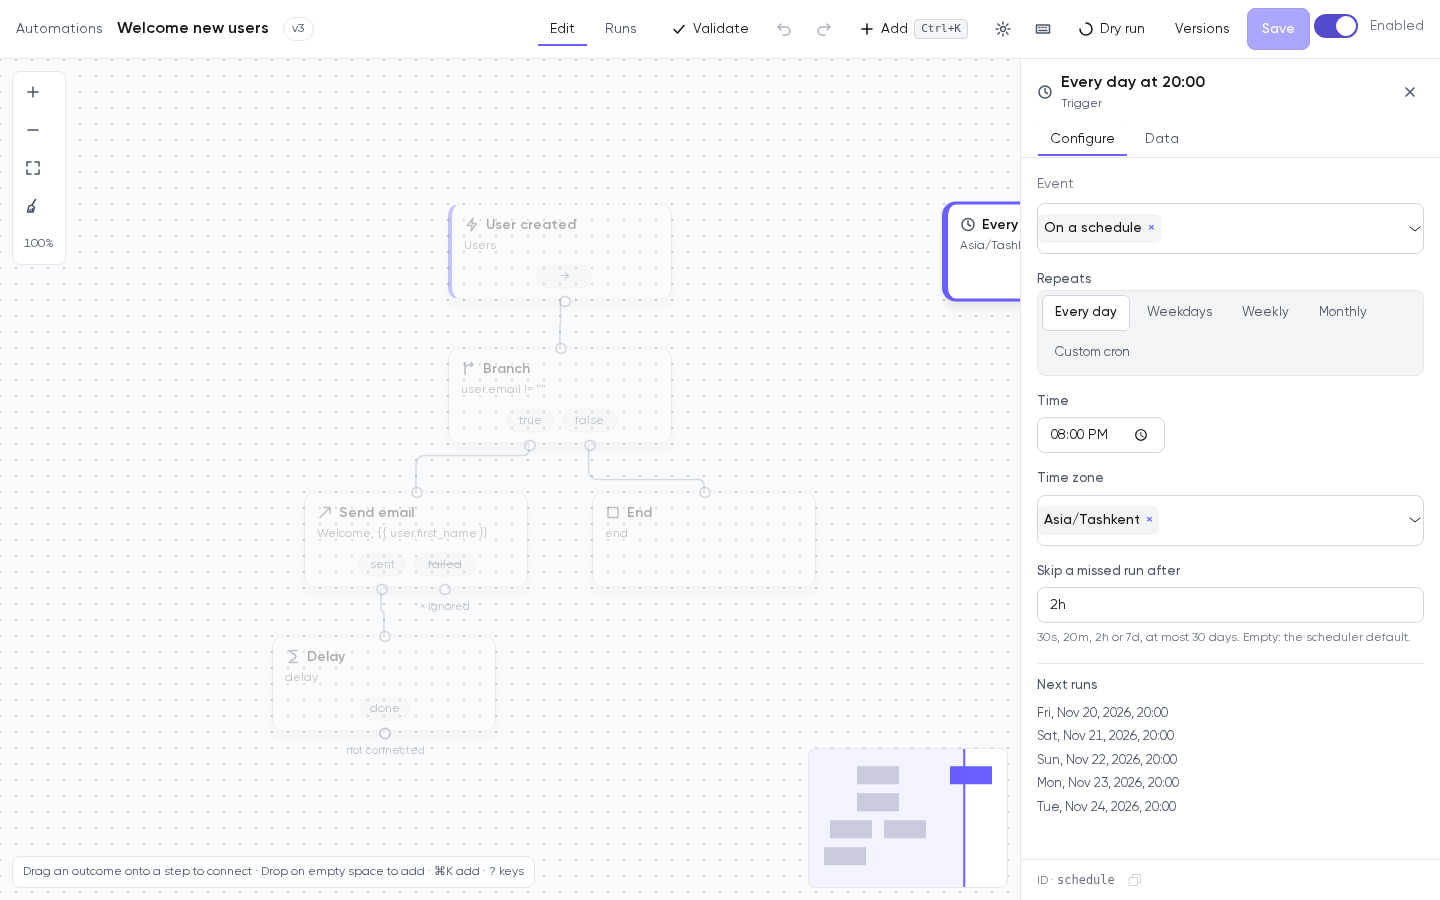 Automations Welcome new users v3 Edit Runs Validate Add Ctrl+K Dry run Versions Save Enabled
100%
User created
Users
→
Branch
user.email != ""
true false
Send email
Welcome, {{ user.first_name }}
sent failed
× ignored
End
end
Delay
delay
done
not connected
Every
Asia/Tash
Drag an outcome onto a step to connect · Drop on empty space to add · ⌘K add · ? keys
Every day at 20:00
Trigger
Configure Data
Event
On a schedule ×
Repeats
Every day Weekdays Weekly Monthly
Custom cron
Time
08:00 PM
Time zone
Asia/Tashkent ×
Skip a missed run after
2h
30s, 20m, 2h or 7d, at most 30 days. Empty: the scheduler default.
Next runs
Fri, Nov 20, 2026, 20:00
Sat, Nov 21, 2026, 20:00
Sun, Nov 22, 2026, 20:00
Mon, Nov 23, 2026, 20:00
Tue, Nov 24, 2026, 20:00
ID · schedule